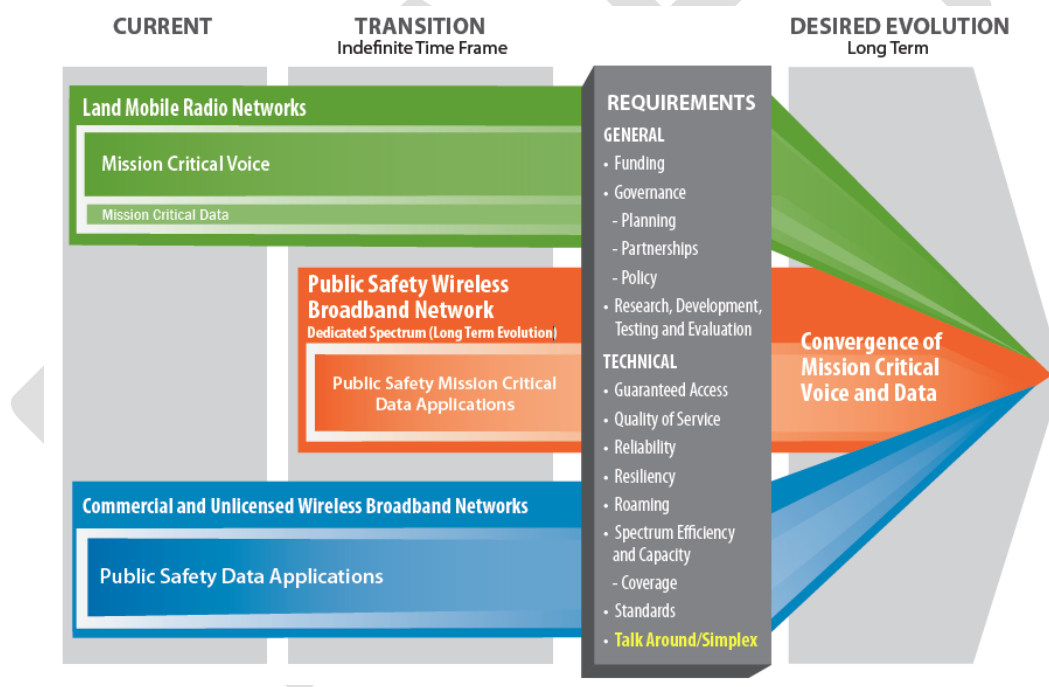 CURRENT
TRANSITION
Indefinite Time Frame
DESIRED EVOLUTION
Long Term
Land Mobile Radio Networks
Mission Critical Voice
Mission Critical Data
Public Safety Wireless
Broadband Network
Dedicated Spectrum (Long Term Evolution)
Public Safety Mission Critical
Data Applications
Commercial and Unlicensed Wireless Broadband Networks
Public Safety Data Applications
REQUIREMENTS
GENERAL
• Funding
• Governance
- Planning
- Partnerships
- Policy
• Research, Development,
Testing and Evaluation
TECHNICAL
• Guaranteed Access
• Quality of Service
• Reliability
• Resiliency
• Roaming
• Spectrum Efficiency
and Capacity
- Coverage
• Standards
• Talk Around/Simplex
Convergence of
Mission Critical
Voice and Data